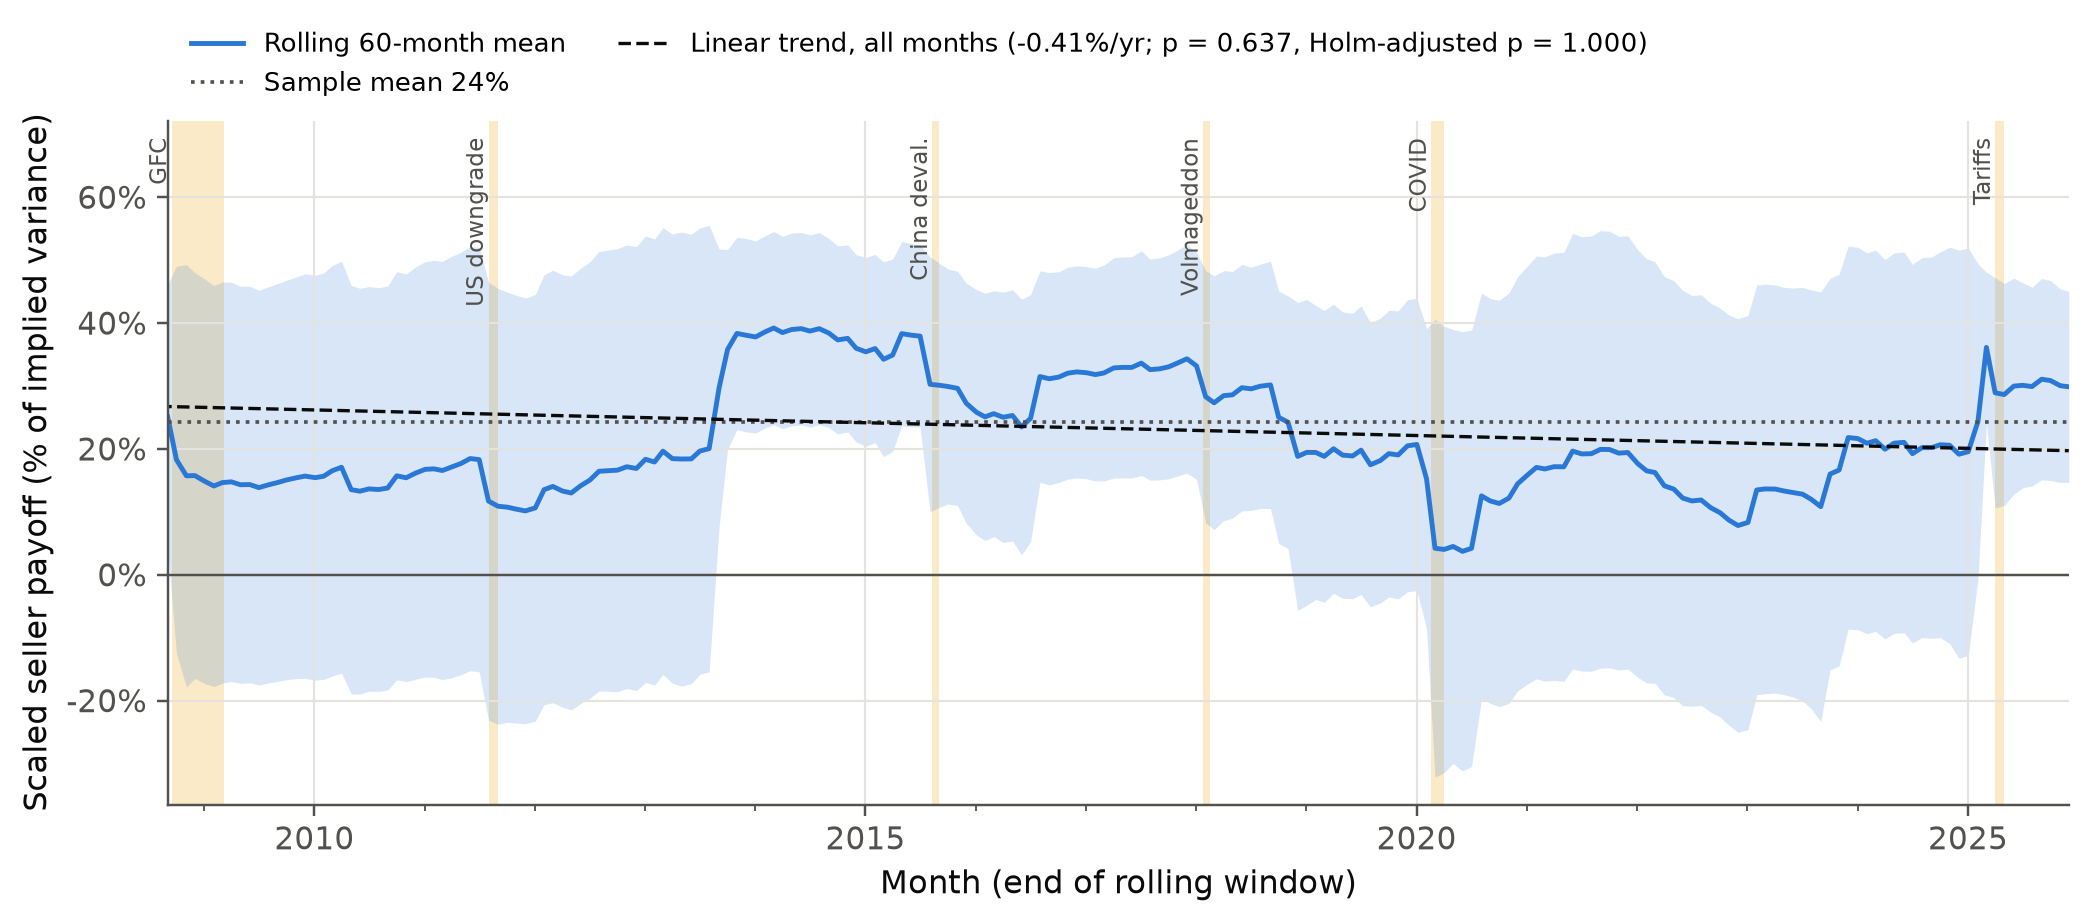 Rolling 60-month mean
Linear trend, all months (-0.41%/yr; p = 0.637, Holm-adjusted p = 1.000)
Sample mean 24%
Scaled seller payoff (% of implied variance)
60%
40%
20%
0%
-20%
GFC
US downgrade
China deval.
Volmageddon
COVID
Tariffs
2010
2015
2020
2025
Month (end of rolling window)